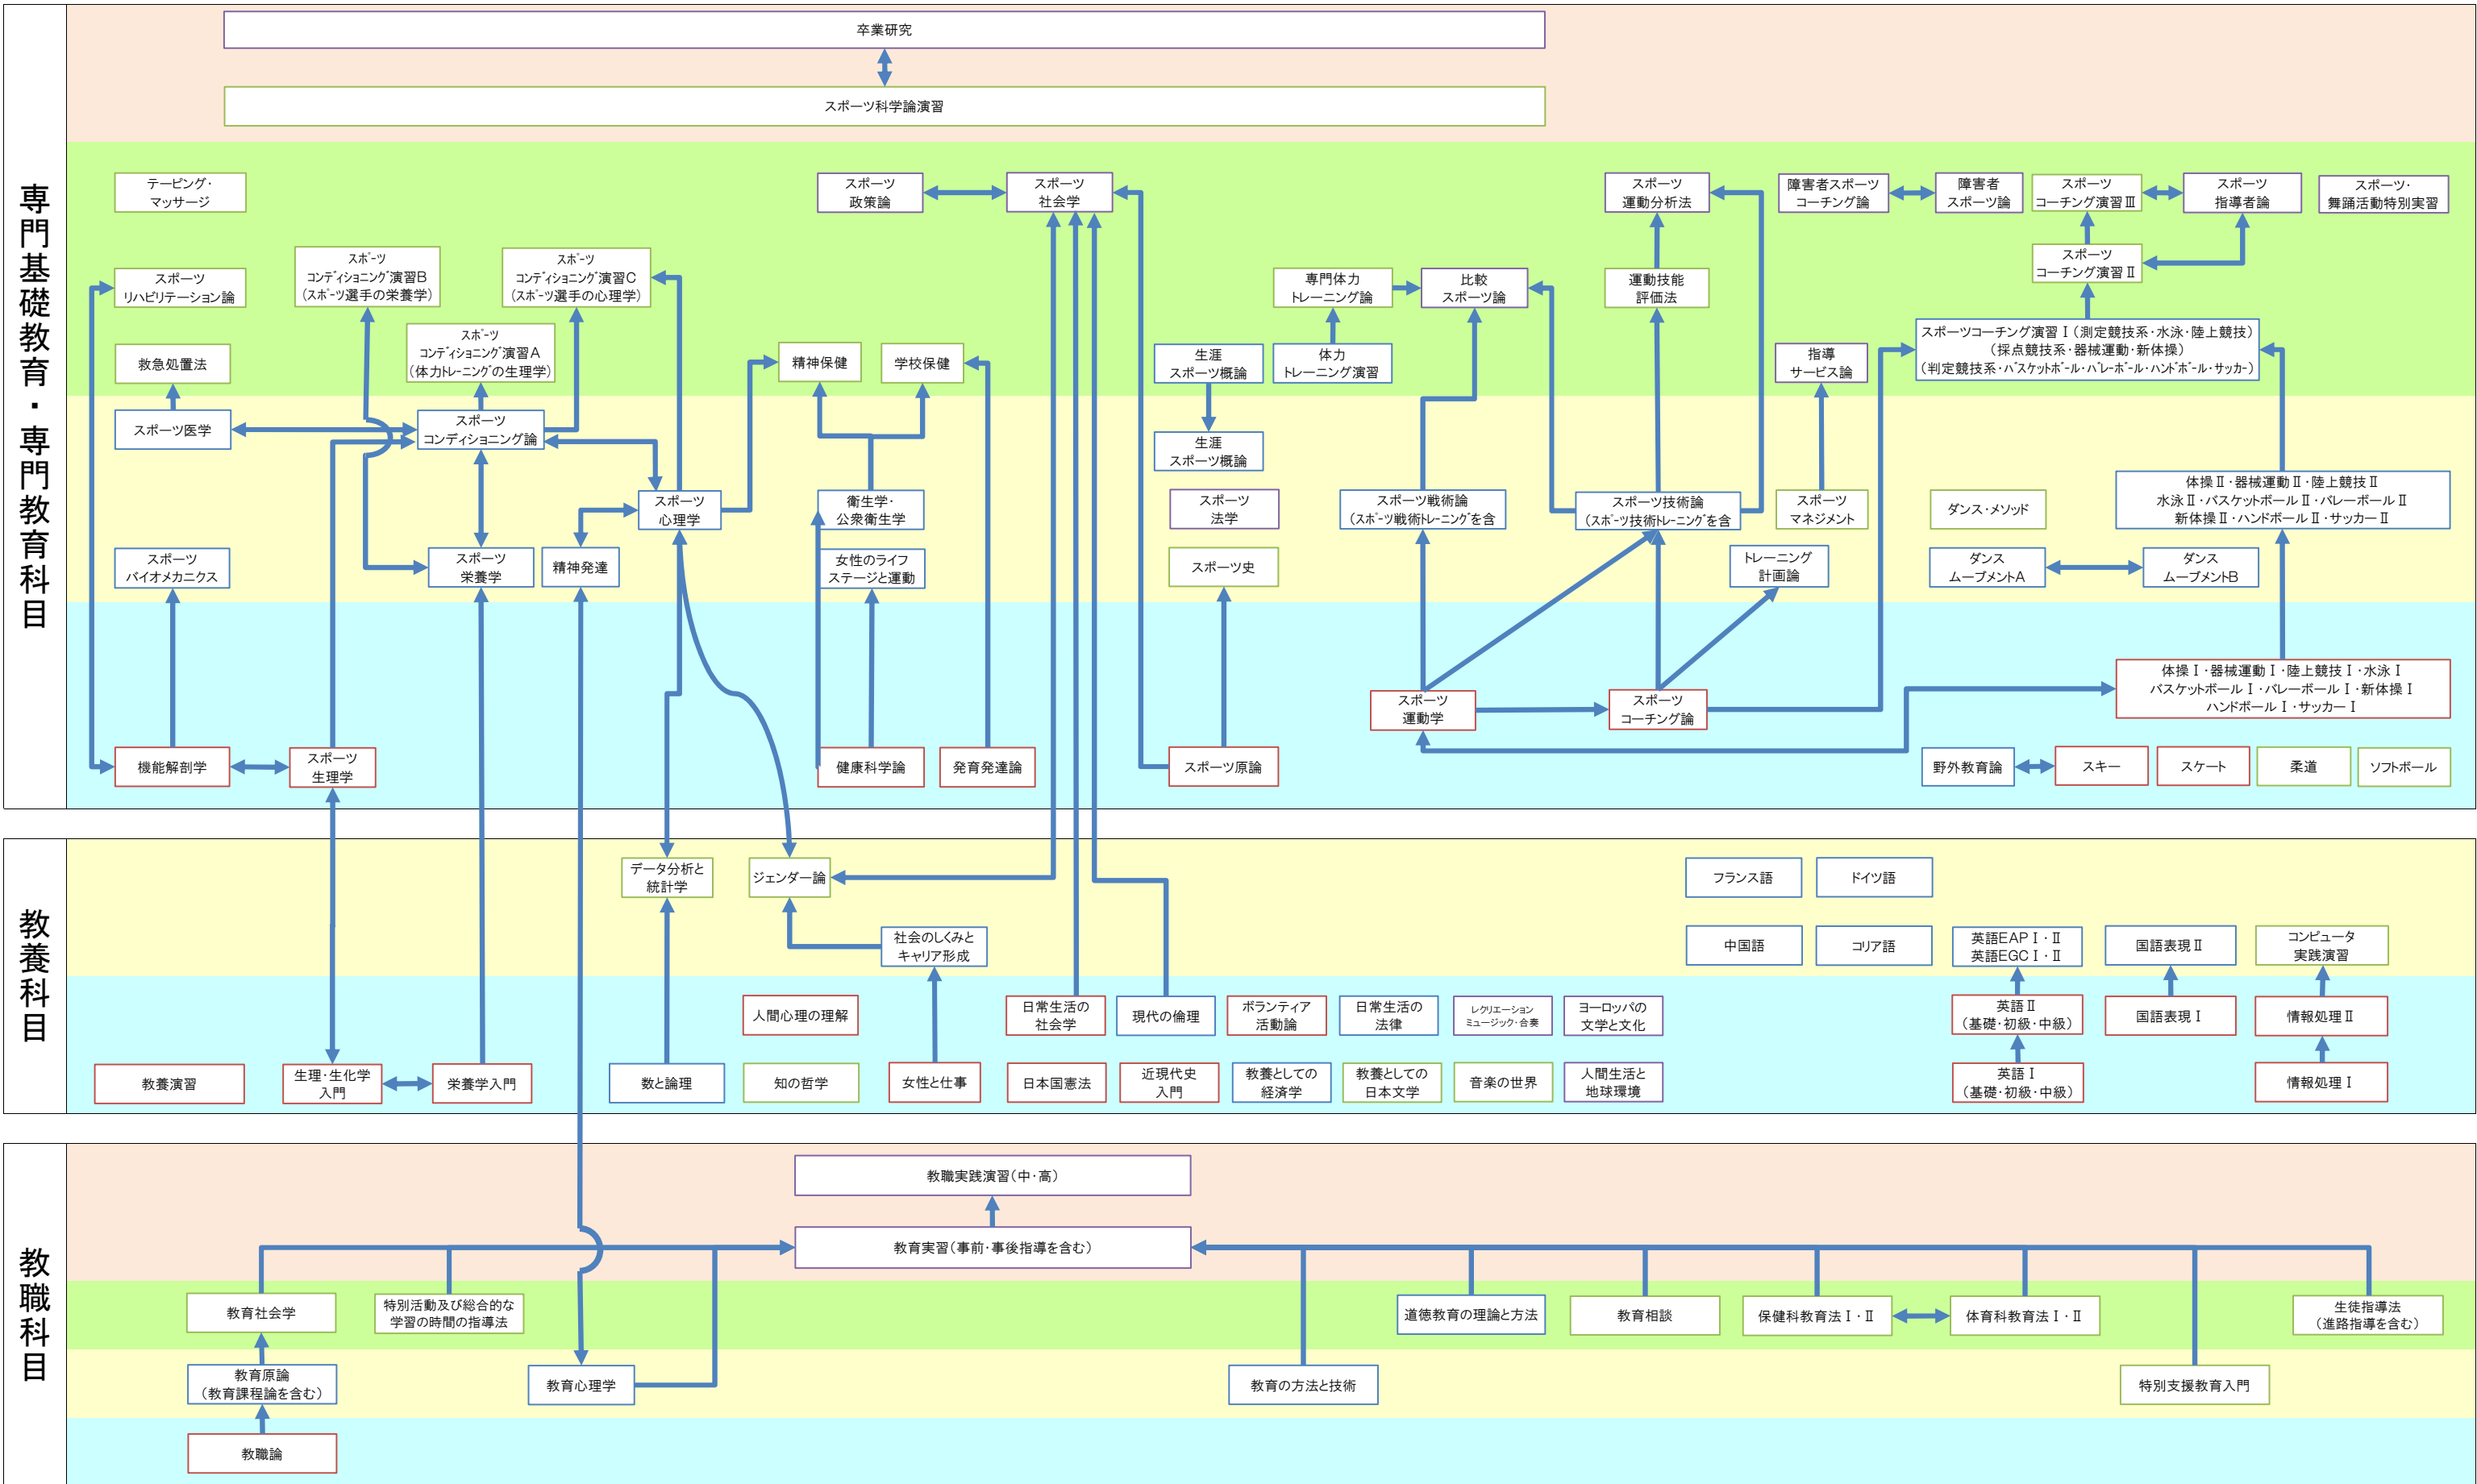 専門基礎教育・専門教育科目
卒業研究
スポーツ科学論演習
テーピング・
マッサージ
スポーツ
政策論
スポーツ
社会学
スポーツ
運動分析法
障害者スポーツ
コーチング論
障害者
スポーツ論
スポーツ
コーチング演習Ⅲ
スポーツ
指導者論
スポーツ・
舞踊活動特別実習
スポーツ
リハビリテーション論
スポーツ
コンディショニング演習B
(スポーツ選手の栄養学)
スポーツ
コンディショニング演習C
(スポーツ選手の心理学)
専門体力
トレーニング論
比較
スポーツ論
運動技能
評価法
スポーツ
コーチング演習Ⅱ
救急処置法
スポーツ
コンディショニング演習A
(体力トレーニングの生理学)
精神保健
学校保健
生涯
スポーツ概論
体力
トレーニング演習
指導
サービス論
スポーツコーチング演習Ⅰ(測定競技系・水泳・陸上競技)
(採点競技系・器械運動・新体操)
(判定競技系・バスケットボール・バレーボール・ハンドボール・サッカー)
スポーツ医学
スポーツ
コンディショニング論
生涯
スポーツ概論
スポーツ
心理学
衛生学・
公衆衛生学
スポーツ
法学
スポーツ戦術論
(スポーツ戦術トレーニングを含
スポーツ技術論
(スポーツ技術トレーニングを含
スポーツ
マネジメント
ダンス・メソッド
体操Ⅱ・器械運動Ⅱ・陸上競技Ⅱ
水泳Ⅱ・バスケットボールⅡ・バレーボールⅡ
新体操Ⅱ・ハンドボールⅡ・サッカーⅡ
スポーツ
バイオメカニクス
スポーツ
栄養学
精神発達
女性のライフ
ステージと運動
スポーツ史
トレーニング
計画論
ダンス
ムーブメントA
ダンス
ムーブメントB
スポーツ
運動学
スポーツ
コーチング論
体操Ⅰ・器械運動Ⅰ・陸上競技Ⅰ・水泳Ⅰ
バスケットボールⅠ・バレーボールⅠ・新体操Ⅰ
ハンドボールⅠ・サッカーⅠ
機能解剖学
スポーツ
生理学
健康科学論
発育発達論
スポーツ原論
野外教育論
スキー
スケート
柔道
ソフトボール
教養科目
データ分析と
統計学
ジェンダー論
フランス語
ドイツ語
社会のしくみと
キャリア形成
中国語
コリア語
英語EAPⅠ・Ⅱ
英語EGCⅠ・Ⅱ
国語表現Ⅱ
コンピュータ
実践演習
人間心理の理解
日常生活の
社会学
現代の倫理
ボランティア
活動論
日常生活の
法律
レクリエーション
ミュージック・合奏
ヨーロッパの
文学と文化
英語Ⅱ
(基礎・初級・中級)
国語表現Ⅰ
情報処理Ⅱ
教養演習
生理・生化学
入門
栄養学入門
数と論理
知の哲学
女性と仕事
日本国憲法
近現代史
入門
教養としての
経済学
教養としての
日本文学
音楽の世界
人間生活と
地球環境
英語Ⅰ
(基礎・初級・中級)
情報処理Ⅰ
教職科目
教職実践演習(中・高)
教育実習(事前・事後指導を含む)
教育社会学
特別活動及び総合的な
学習の時間の指導法
道徳教育の理論と方法
教育相談
保健科教育法Ⅰ・Ⅱ
体育科教育法Ⅰ・Ⅱ
生徒指導法
(進路指導を含む)
教育原論
(教育課程論を含む)
教育心理学
教育の方法と技術
特別支援教育入門
教職論